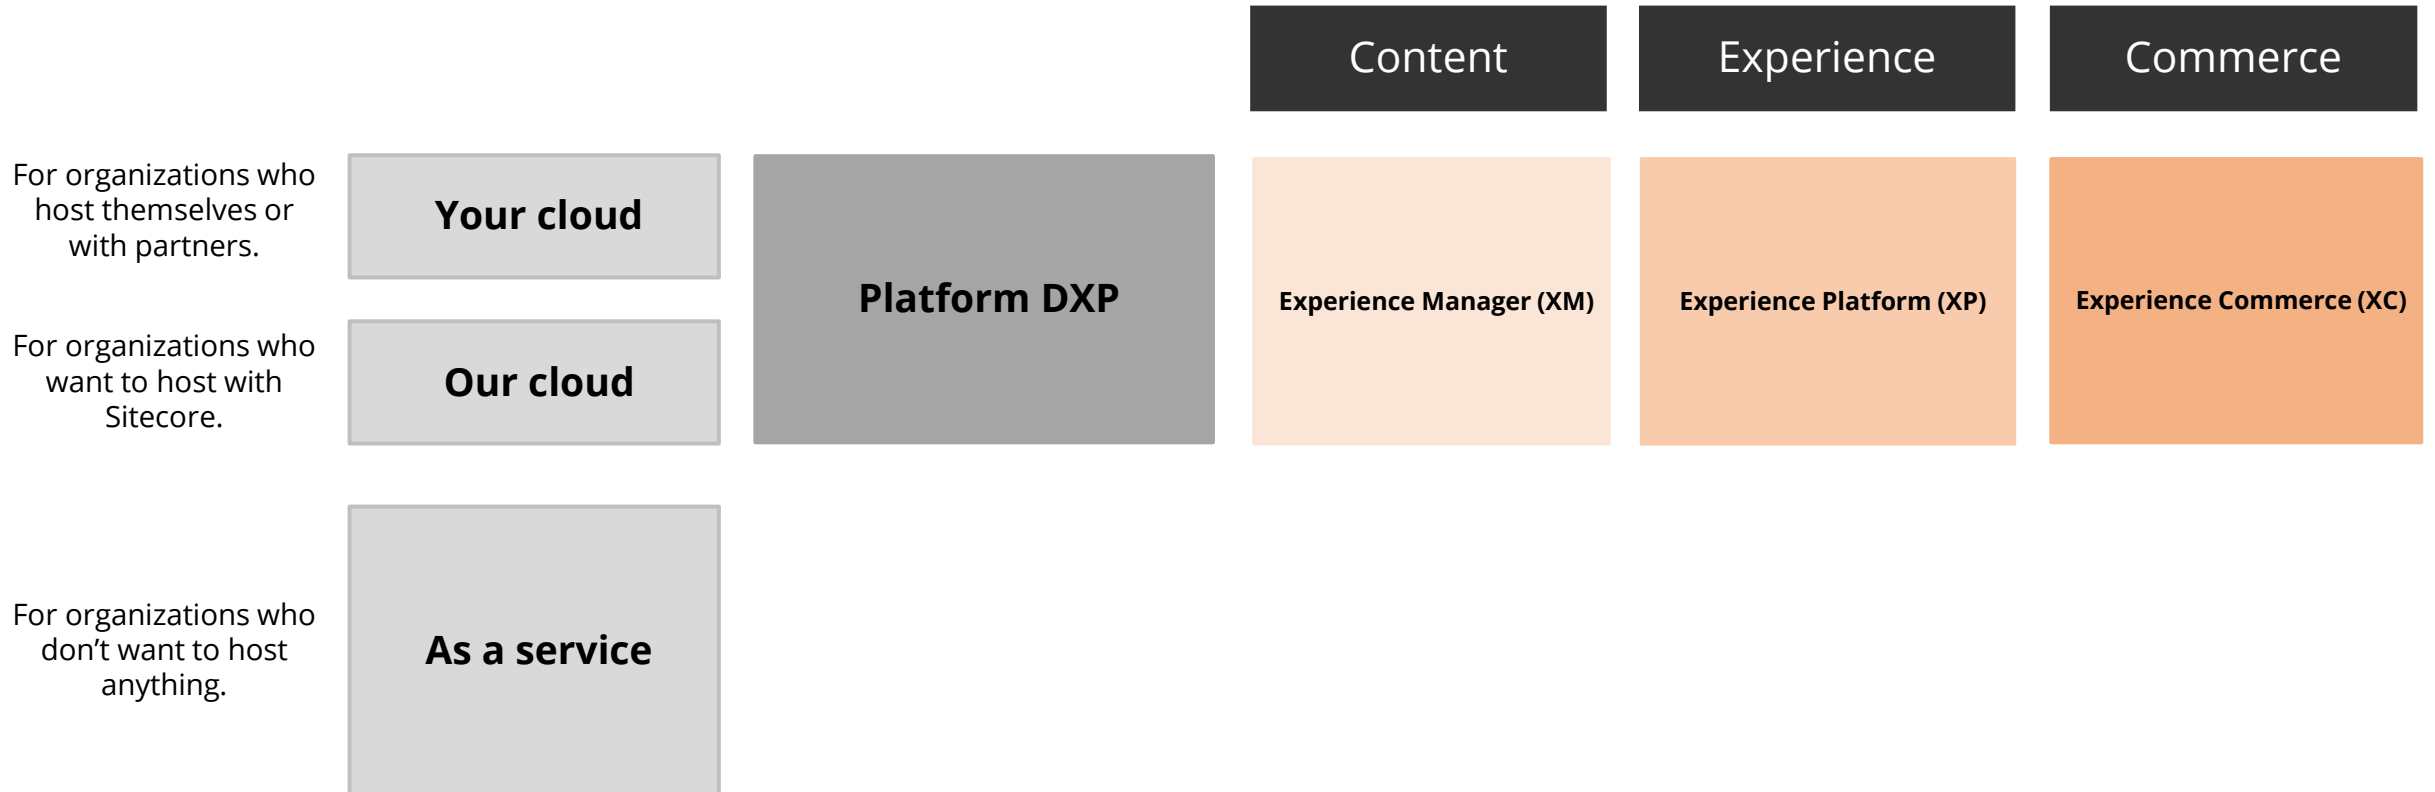 Content
Experience
Commerce
For organizations who
host themselves or
with partners.
Your cloud
Platform DXP
Experience Manager (XM)
Experience Platform (XP)
Experience Commerce (XC)
For organizations who
want to host with
Sitecore.
Our cloud
For organizations who
don’t want to host
anything.
As a service